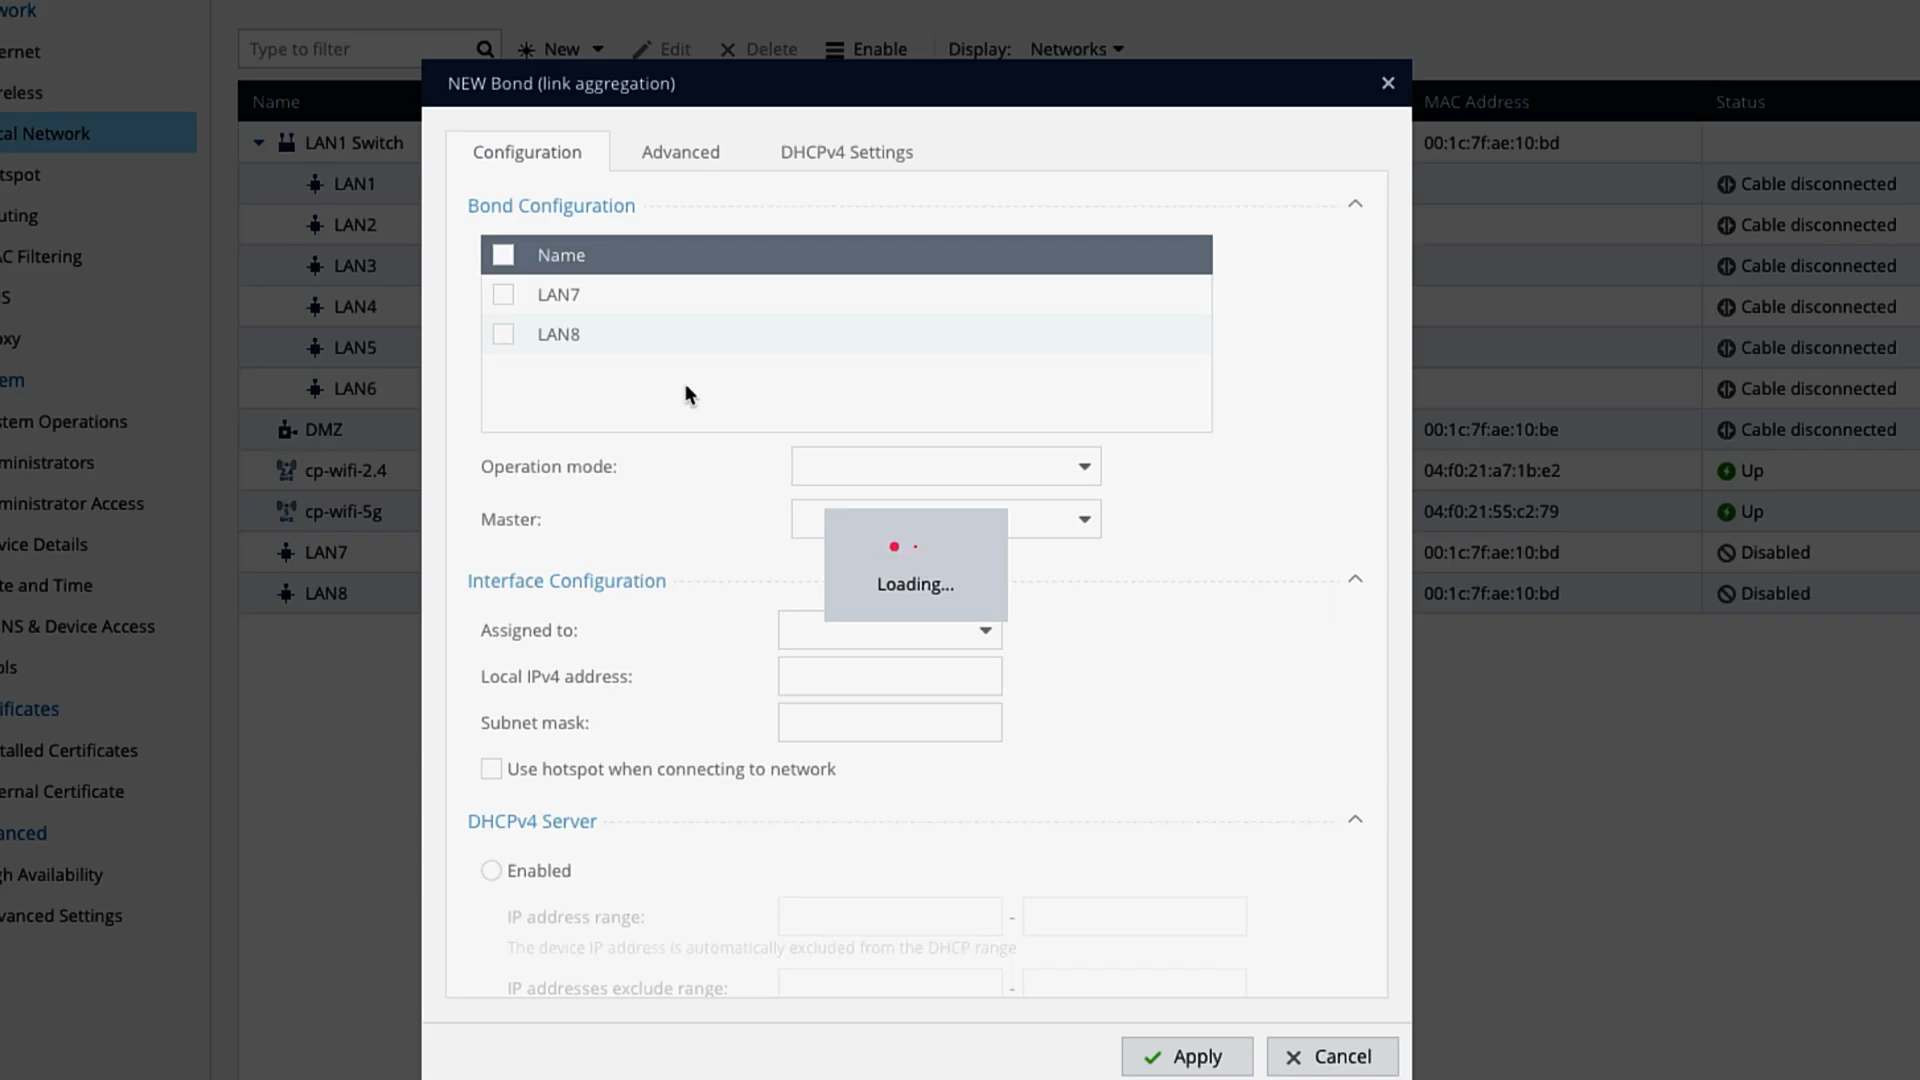 work
ernet
reless
cal Network
tspot
uting
C Filtering
S
oxy
em
stem Operations
ministrators
ministrator Access
vice Details
te and Time
NS & Device Access
ols
ificates
talled Certificates
ernal Certificate
anced
gh Availability
vanced Settings
Type to filter
New
Edit
Delete
Enable
Display: Networks
Name
MAC Address
Status
LAN1 Switch
00:1c:7f:ae:10:bd
LAN1
Cable disconnected
LAN2
Cable disconnected
LAN3
Cable disconnected
LAN4
Cable disconnected
LAN5
Cable disconnected
LAN6
Cable disconnected
DMZ
00:1c:7f:ae:10:be
Cable disconnected
cp-wifi-2.4
04:f0:21:a7:1b:e2
Up
cp-wifi-5g
04:f0:21:55:c2:79
Up
LAN7
00:1c:7f:ae:10:bd
Disabled
LAN8
00:1c:7f:ae:10:bd
Disabled
NEW Bond (link aggregation)
Configuration
Advanced
DHCPv4 Settings
Bond Configuration
Name
LAN7
LAN8
Operation mode:
Master:
Loading...
Interface Configuration
Assigned to:
Local IPv4 address:
Subnet mask:
Use hotspot when connecting to network
DHCPv4 Server
Enabled
IP address range:
-
The device IP address is automatically excluded from the DHCP range
IP addresses exclude range:
-
Apply
Cancel